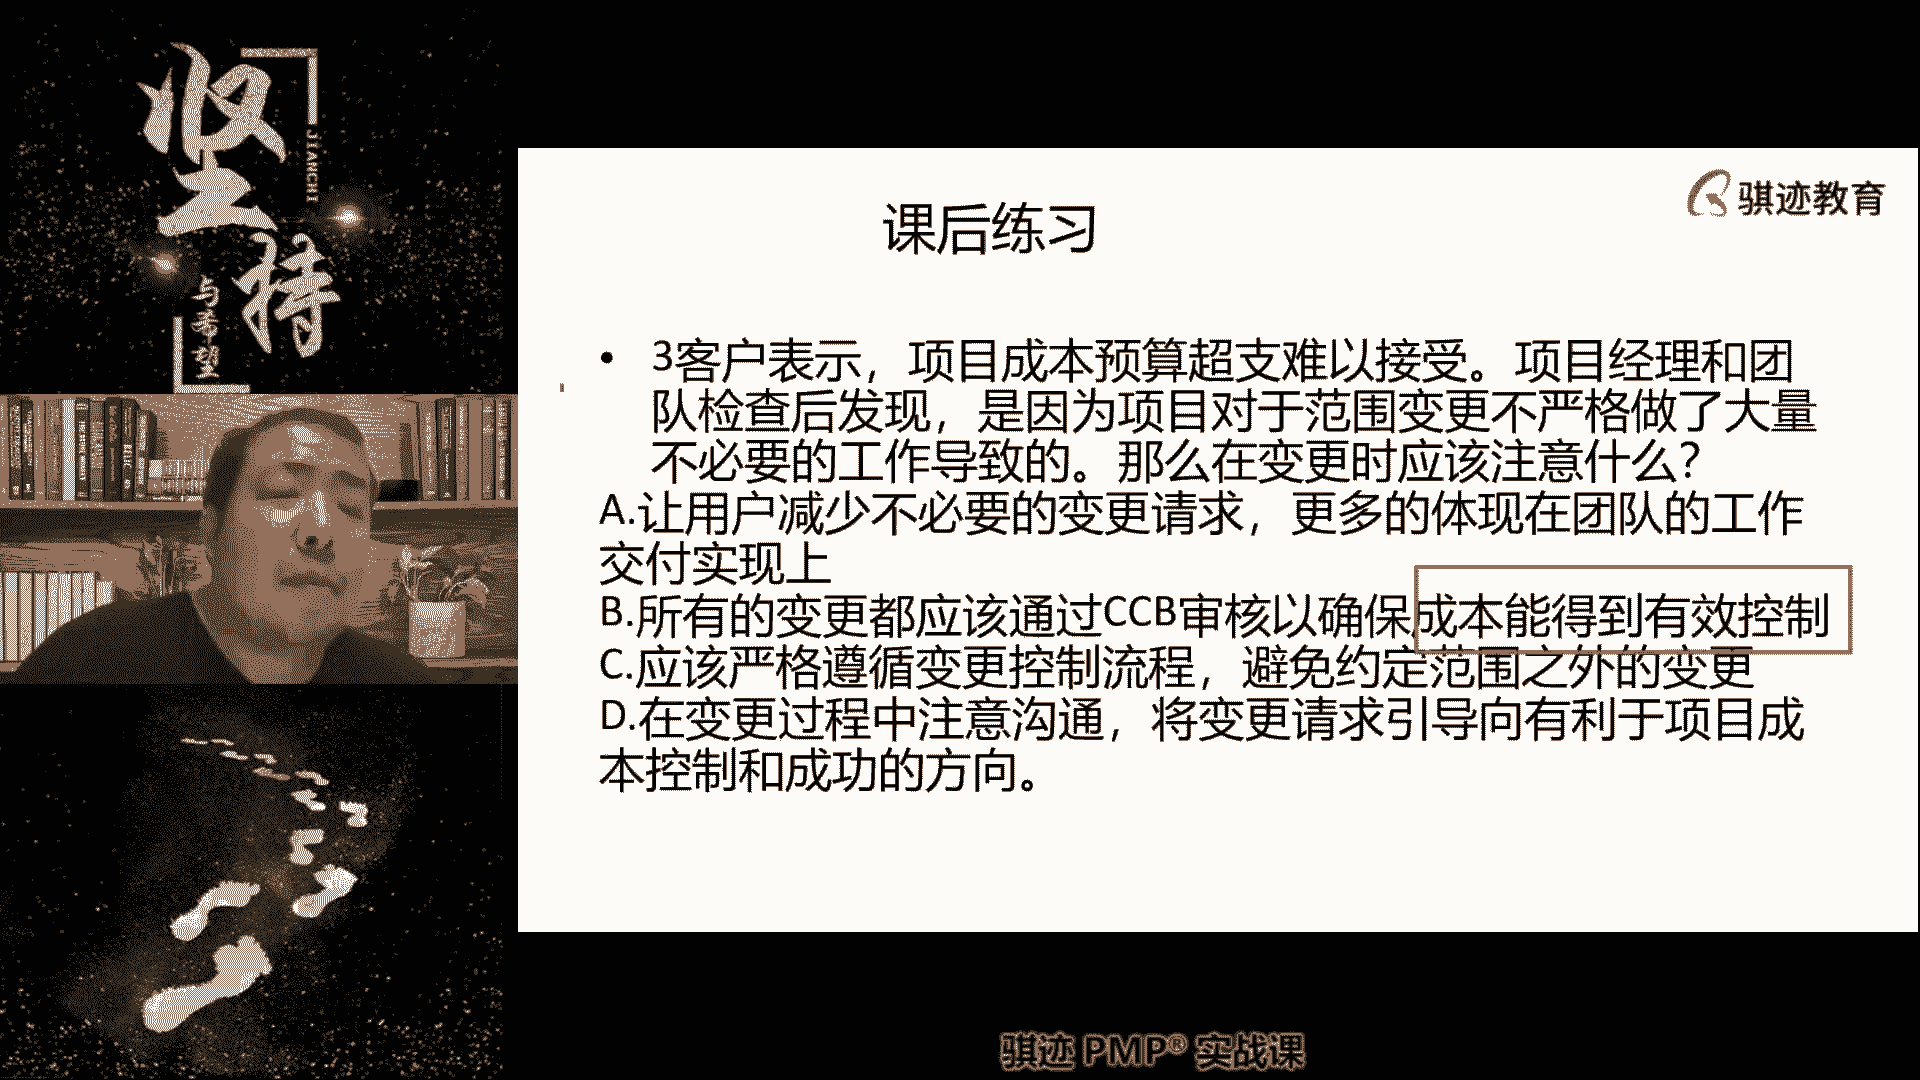 坚持
JIANCHI
与希望
骐迹教育
课后练习
• 3客户表示，项目成本预算超支难以接受。项目经理和团
队检查后发现，是因为项目对于范围变更不严格做了大量
不必要的工作导致的。那么在变更时应该注意什么？
A.让用户减少不必要的变更请求，更多的体现在团队的工作
交付实现上
B.所有的变更都应该通过CCB审核以确保成本能得到有效控制
C.应该严格遵循变更控制流程，避免约定范围之外的变更
D.在变更过程中注意沟通，将变更请求引导向有利于项目成
本控制和成功的方向。
骐迹 PMP® 实战课